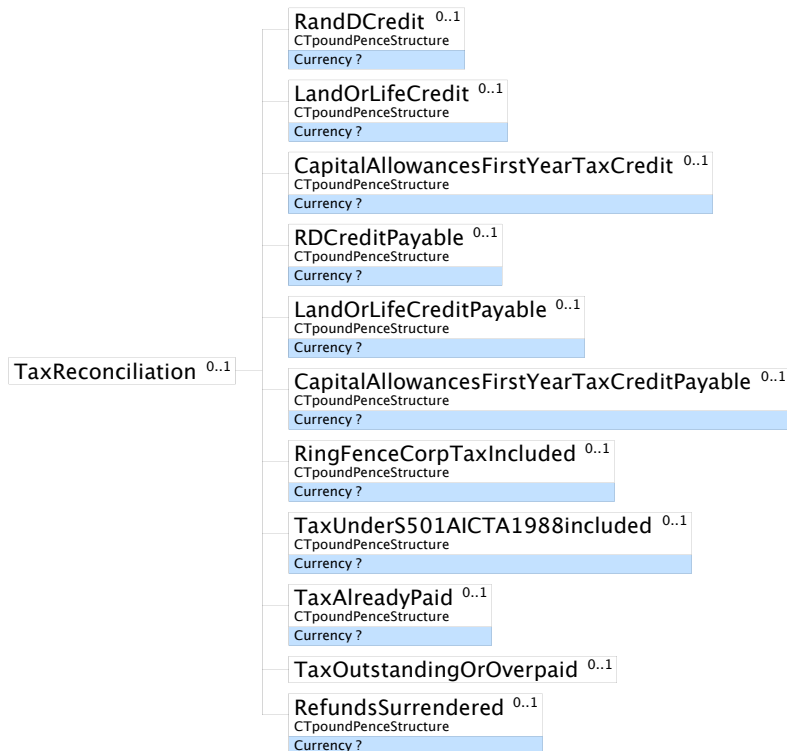 RandDCredit 0..1
CTpoundPenceStructure
Currency ?
LandOrLifeCredit 0..1
CTpoundPenceStructure
Currency ?
CapitalAllowancesFirstYearTaxCredit 0..1
CTpoundPenceStructure
Currency ?
RDCreditPayable 0..1
CTpoundPenceStructure
Currency ?
LandOrLifeCreditPayable 0..1
CTpoundPenceStructure
Currency ?
TaxReconciliation 0..1
CapitalAllowancesFirstYearTaxCreditPayable 0..1
CTpoundPenceStructure
Currency ?
RingFenceCorpTaxIncluded 0..1
CTpoundPenceStructure
Currency ?
TaxUnderS501AICTA1988included 0..1
CTpoundPenceStructure
Currency ?
TaxAlreadyPaid 0..1
CTpoundPenceStructure
Currency ?
TaxOutstandingOrOverpaid 0..1
RefundsSurrendered 0..1
CTpoundPenceStructure
Currency ?